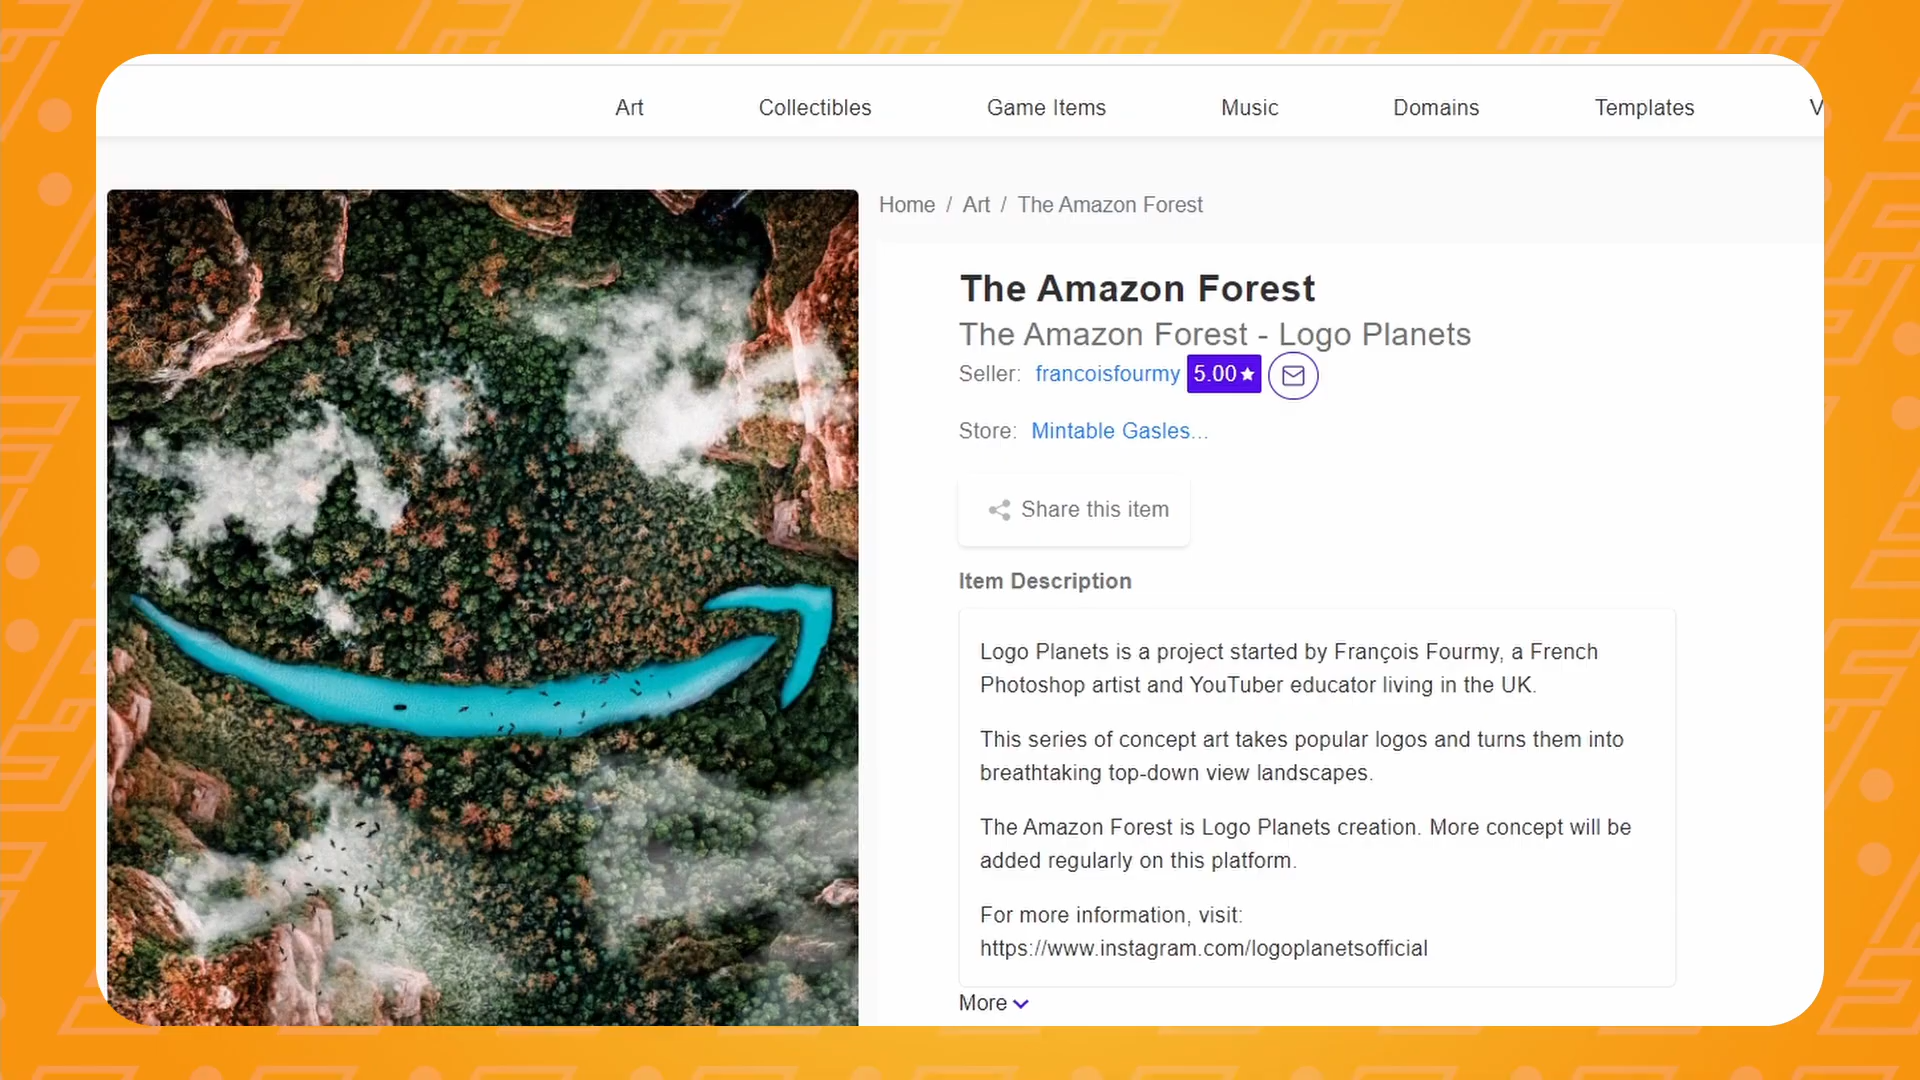 Art Collectibles Game Items Music Domains Templates V
Home / Art / The Amazon Forest
The Amazon Forest
The Amazon Forest - Logo Planets
Seller: francoisfourmy 5.00★
Store: Mintable Gasles...
Share this item
Item Description
Logo Planets is a project started by François Fourmy, a French
Photoshop artist and YouTuber educator living in the UK.
This series of concept art takes popular logos and turns them into
breathtaking top-down view landscapes.
The Amazon Forest is Logo Planets creation. More concept will be
added regularly on this platform.
For more information, visit:
https://www.instagram.com/logoplanetsofficial
More